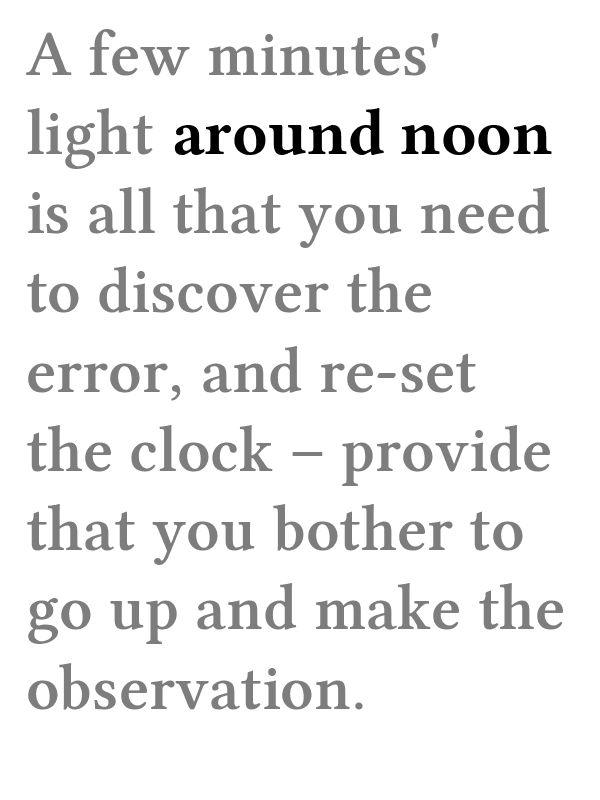 A few minutes'
light around noon
is all that you need
to discover the
error, and re-set
the clock – provide
that you bother to
go up and make the
observation.